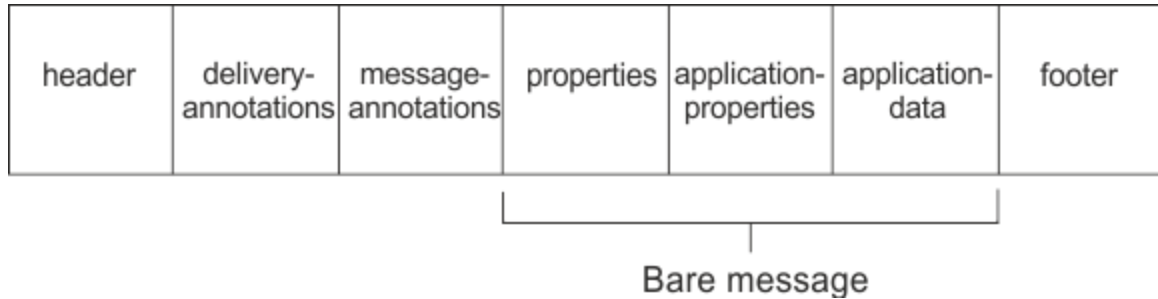 header
delivery-
annotations
message-
annotations
properties
application-
properties
application-
data
footer
Bare message